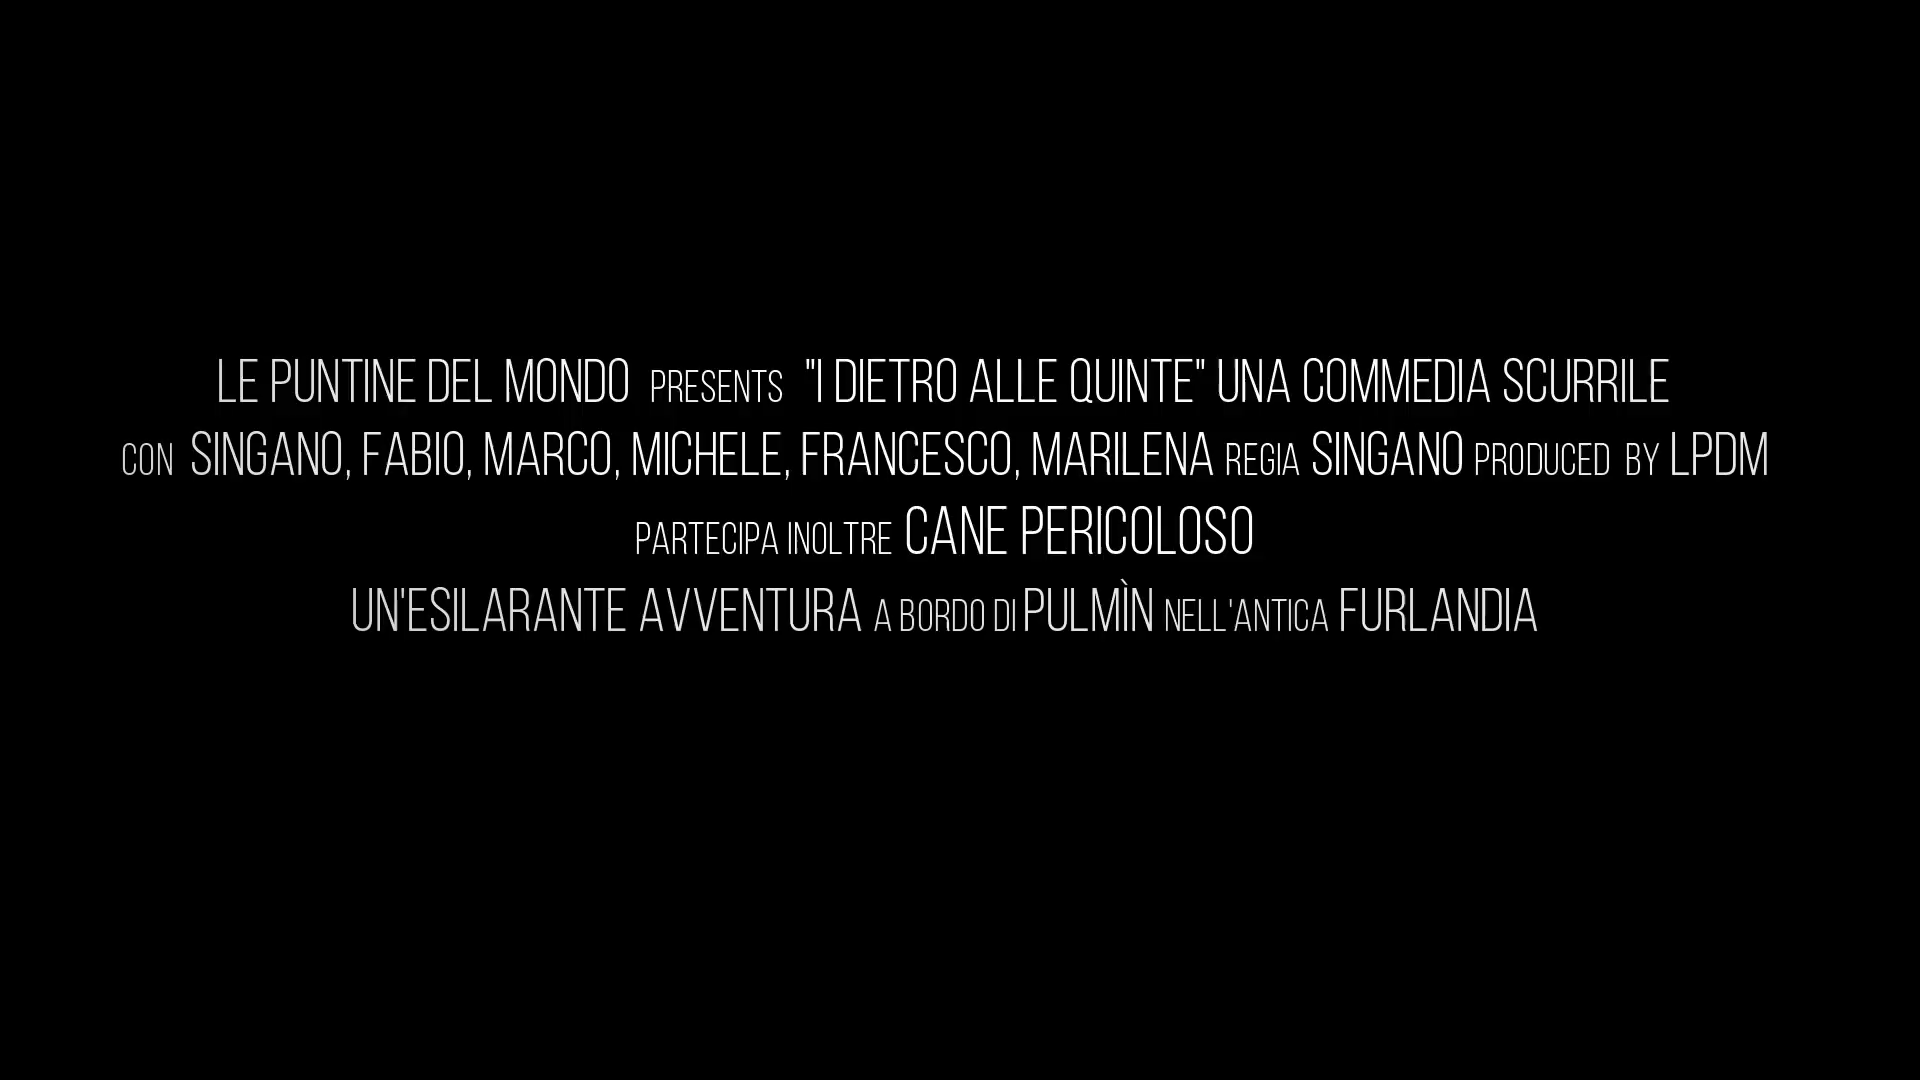 LE PUNTINE DEL MONDO PRESENTS "I DIETRO ALLE QUINTE" UNA COMMEDIA SCURRILE
CON SINGANO, FABIO, MARCO, MICHELE, FRANCESCO, MARILENA REGIA SINGANO PRODUCED BY LPDM
PARTECIPA INOLTRE CANE PERICOLOSO
UN'ESILARANTE AVVENTURA A BORDO DI PULMÌN NELL'ANTICA FURLANDIA